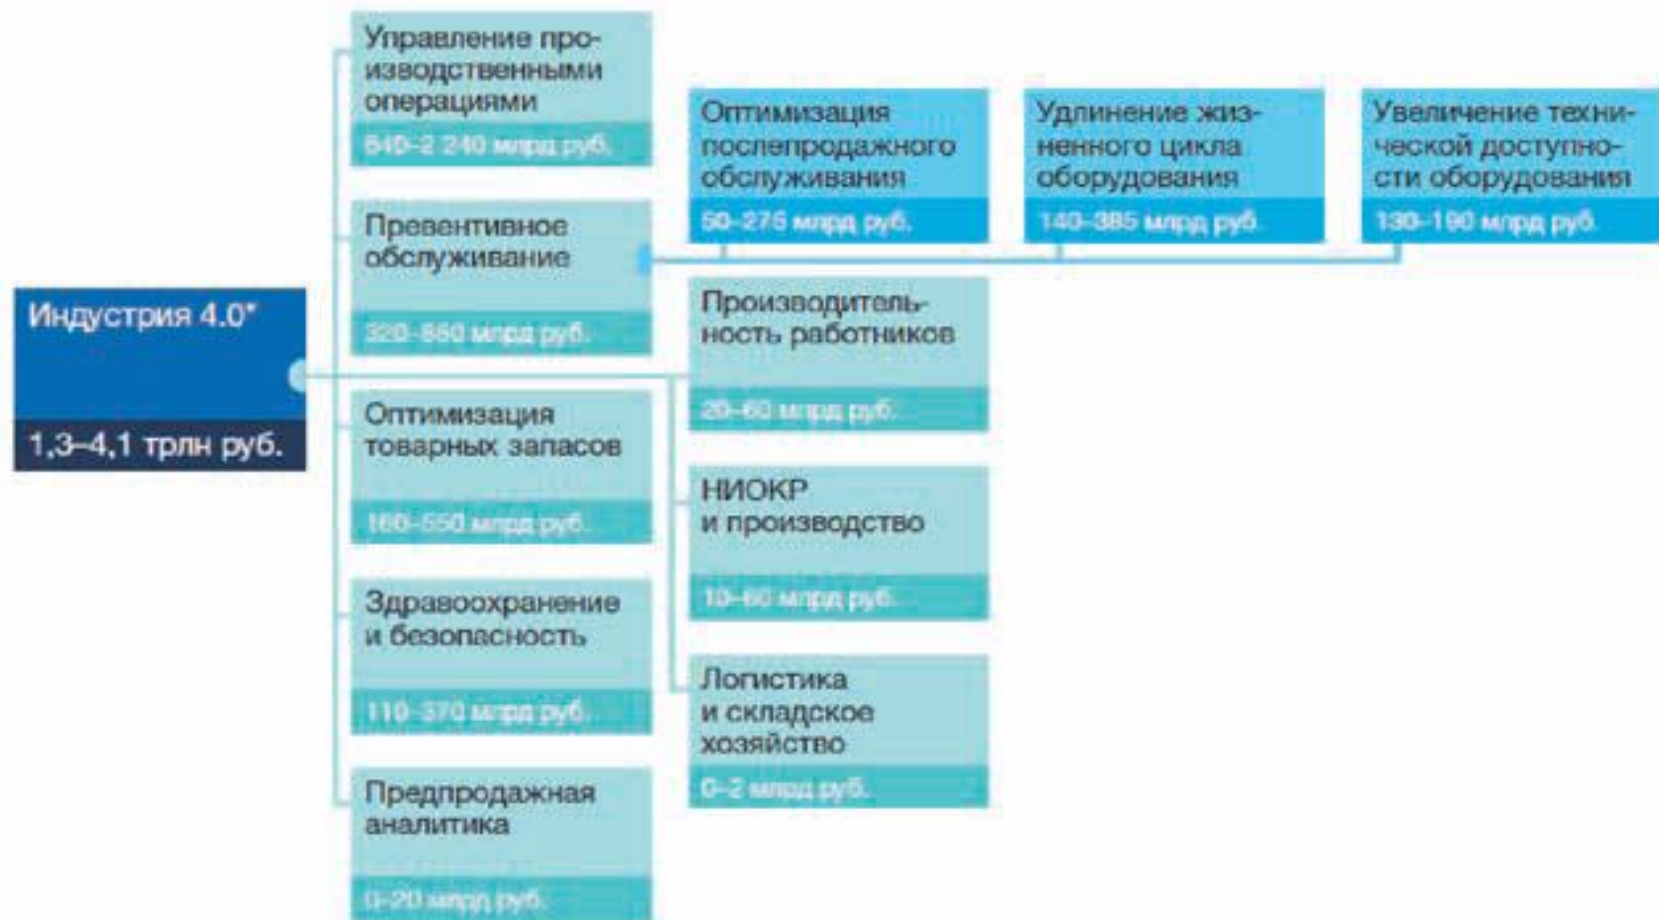 Управление про-
изводственными
операциями
640–2 240 млрд руб.
Оптимизация
послепродажного
обслуживания
50–275 млрд руб.
Удлинение жиз-
ненного цикла
оборудования
140–385 млрд руб.
Увеличение техни-
ческой доступно-
сти оборудования
130–190 млрд руб.
Превентивное
обслуживание
320–850 млрд руб.
Индустрия 4.0*
1,3–4,1 трлн руб.
Производитель-
ность работников
20–60 млрд руб.
Оптимизация
товарных запасов
160–550 млрд руб.
НИОКР
и производство
10–60 млрд руб.
Здравоохранение
и безопасность
110–370 млрд руб.
Логистика
и складское
хозяйство
0–2 млрд руб.
Предпродажная
аналитика
0–20 млрд руб.